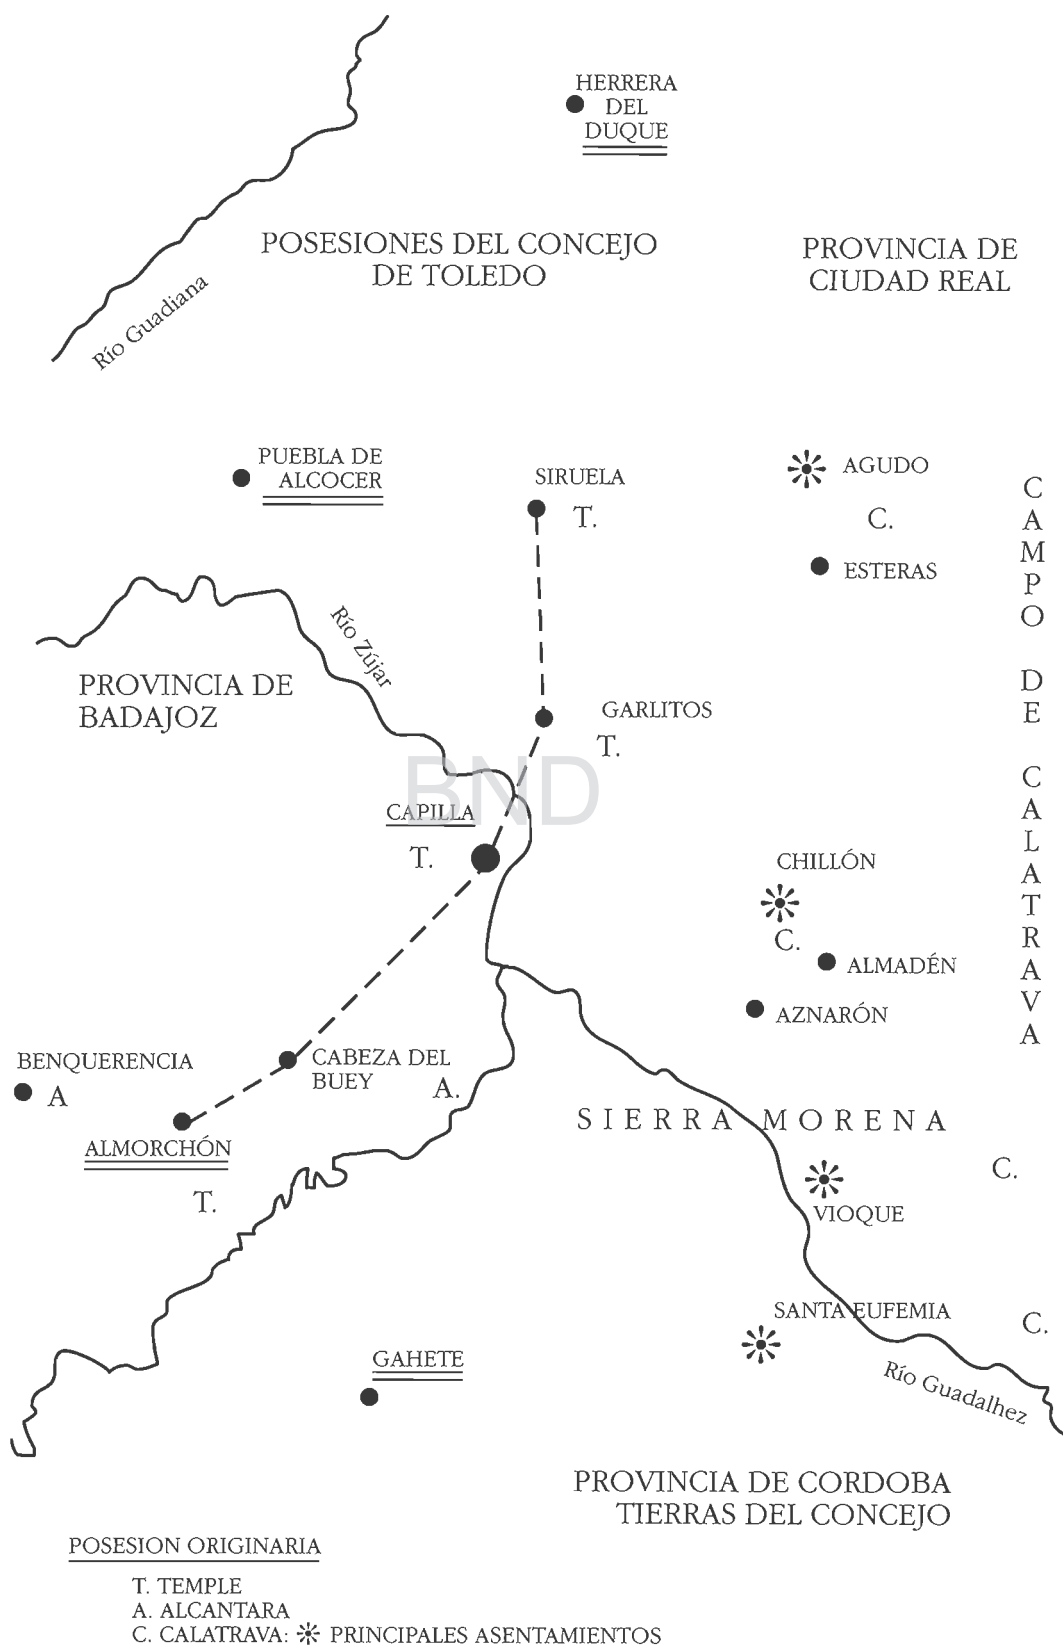 HERRERA
DEL
DUQUE
POSESIONES DEL CONCEJO
DE TOLEDO
PROVINCIA DE
CIUDAD REAL
Río Guadiana
PUEBLA DE
ALCOCER
SIRUELA
T.
AGUDO
C.
ESTERAS
CAMPO DE CALATRAVA
Río Zújar
PROVINCIA DE
BADAJOZ
GARLITOS
T.
BND
CAPILLA
T.
CHILLÓN
C.
ALMADÉN
AZNARÓN
BENQUERENCIA
A
CABEZA DEL
BUEY
A.
ALMORCHÓN
T.
SIERRA MORENA
C.
VIOQUE
SANTA EUFEMIA
C.
GAHETE
Río Guadalhez
PROVINCIA DE CORDOBA
TIERRAS DEL CONCEJO
POSESION ORIGINARIA
T. TEMPLE
A. ALCANTARA
C. CALATRAVA: PRINCIPALES ASENTAMIENTOS